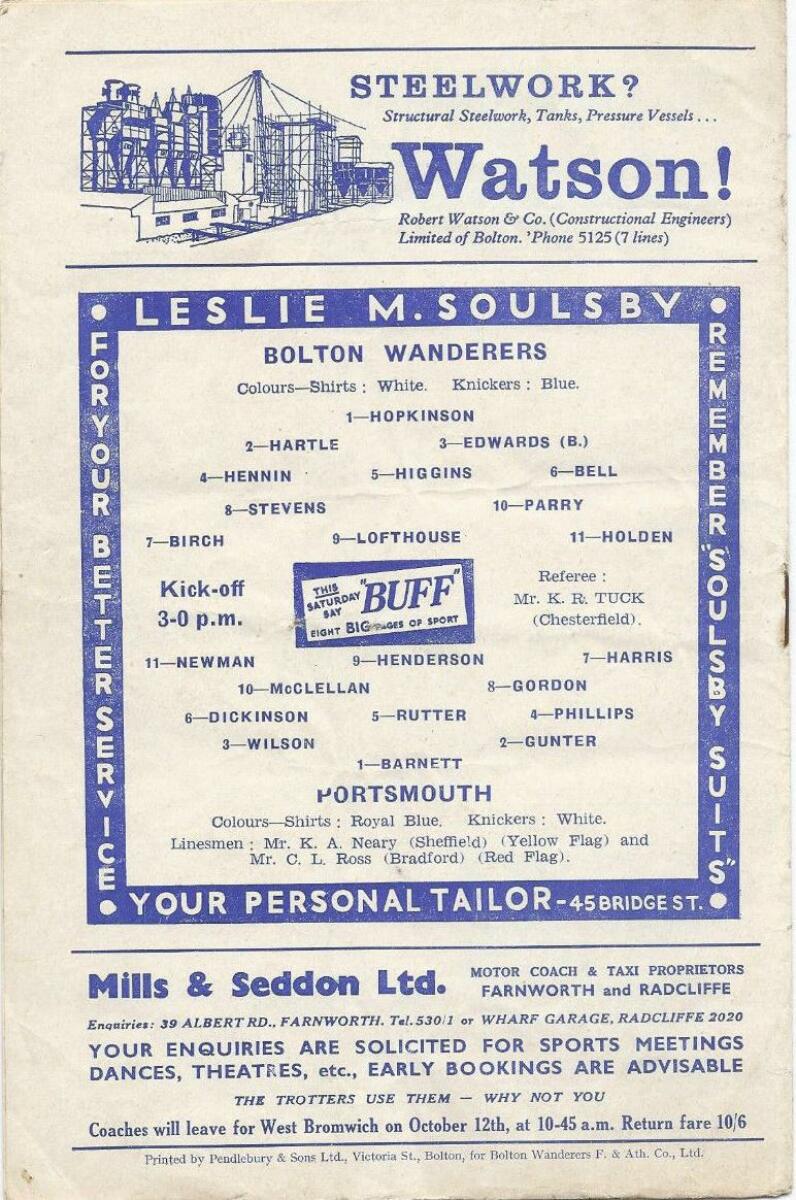 STEELWORK?
Structural Steelwork, Tanks, Pressure Vessels . . .
Watson!
Robert Watson & Co. (Constructional Engineers)
Limited of Bolton. 'Phone 5125 (7 lines)
LESLIE M. SOULSBY
FOR YOUR BETTER SERVICE
REMEMBER "SOULSBY SUITS"
BOLTON WANDERERS
Colours—Shirts : White. Knickers : Blue.
1—HOPKINSON
2—HARTLE 3—EDWARDS (B.)
4—HENNIN 5—HIGGINS 6—BELL
8—STEVENS 10—PARRY
7—BIRCH 9—LOFTHOUSE 11—HOLDEN
Kick-off
3-0 p.m.
THIS
SATURDAY
SAY
"BUFF"
EIGHT BIG PAGES OF SPORT
Referee :
Mr. K. R. TUCK
(Chesterfield).
11—NEWMAN 9—HENDERSON 7—HARRIS
10—McCLELLAN 8—GORDON
6—DICKINSON 5—RUTTER 4—PHILLIPS
3—WILSON 2—GUNTER
1—BARNETT
PORTSMOUTH
Colours—Shirts : Royal Blue. Knickers : White.
Linesmen : Mr. K. A. Neary (Sheffield) (Yellow Flag) and
Mr. C. L. Ross (Bradford) (Red Flag).
YOUR PERSONAL TAILOR - 45 BRIDGE ST.
Mills & Seddon Ltd.
MOTOR COACH & TAXI PROPRIETORS
FARNWORTH and RADCLIFFE
Enquiries: 39 ALBERT RD., FARNWORTH. Tel. 530/1 or WHARF GARAGE, RADCLIFFE 2020
YOUR ENQUIRIES ARE SOLICITED FOR SPORTS MEETINGS
DANCES, THEATRES, etc., EARLY BOOKINGS ARE ADVISABLE
THE TROTTERS USE THEM — WHY NOT YOU
Coaches will leave for West Bromwich on October 12th, at 10-45 a.m. Return fare 10/6
Printed by Pendlebury & Sons Ltd., Victoria St., Bolton, for Bolton Wanderers F. & Ath. Co., Ltd.